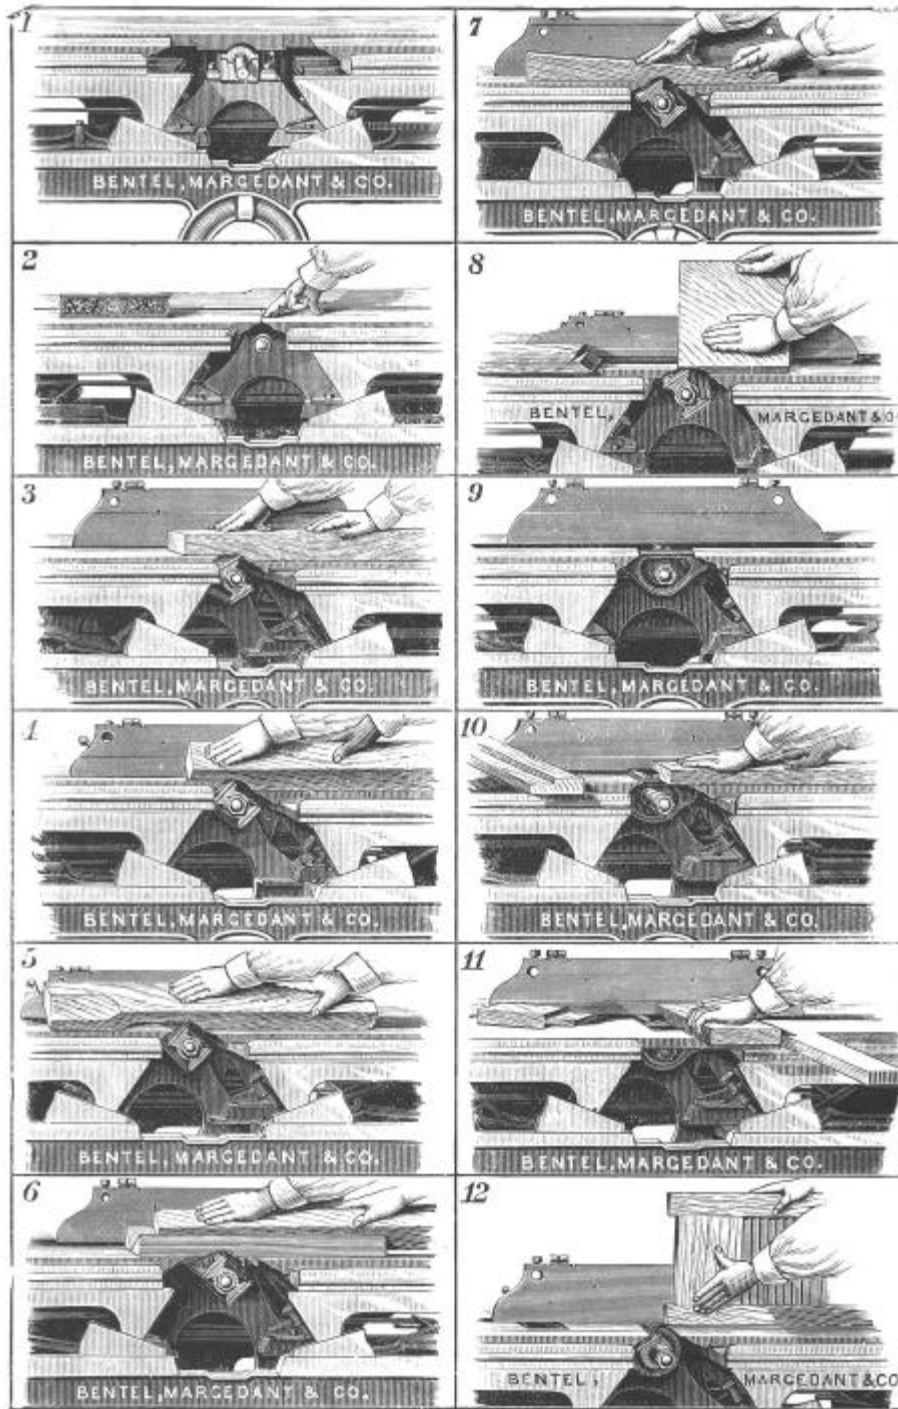 1
BENTEL, MARGEDANT & CO.
2
BENTEL, MARGEDANT & CO.
3
BENTEL, MARGEDANT & CO.
4
BENTEL, MARGEDANT & CO.
5
BENTEL, MARGEDANT & CO.
6
BENTEL, MARGEDANT & CO.
7
BENTEL, MARGEDANT & CO.
8
BENTEL, MARGEDANT & CO
9
BENTEL, MARGEDANT & CO.
10
BENTEL, MARGEDANT & CO.
11
BENTEL, MARGEDANT & CO.
12
BENTEL, MARGEDANT & CO